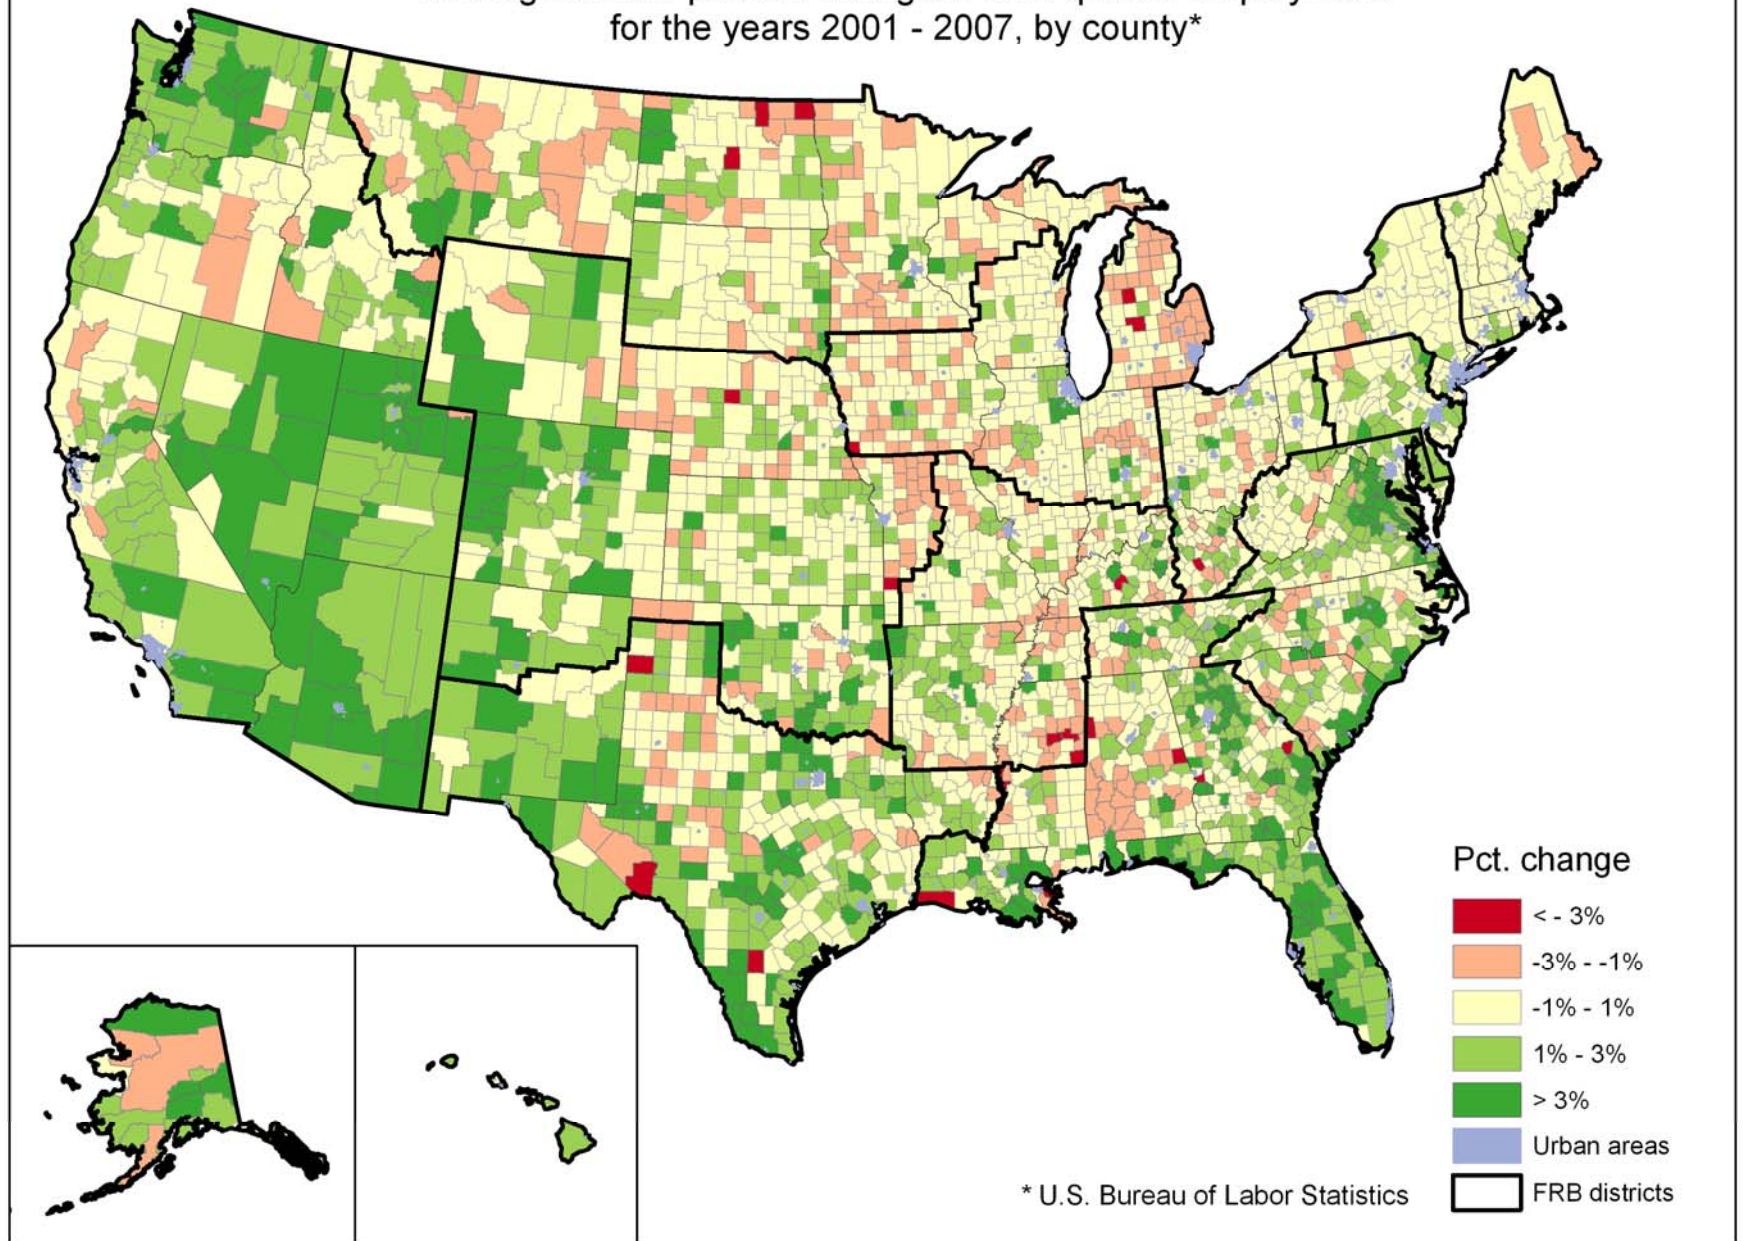 for the years 2001 - 2007, by county*
Pct. change
< - 3%
-3% - -1%
-1% - 1%
1% - 3%
> 3%
Urban areas
FRB districts
* U.S. Bureau of Labor Statistics